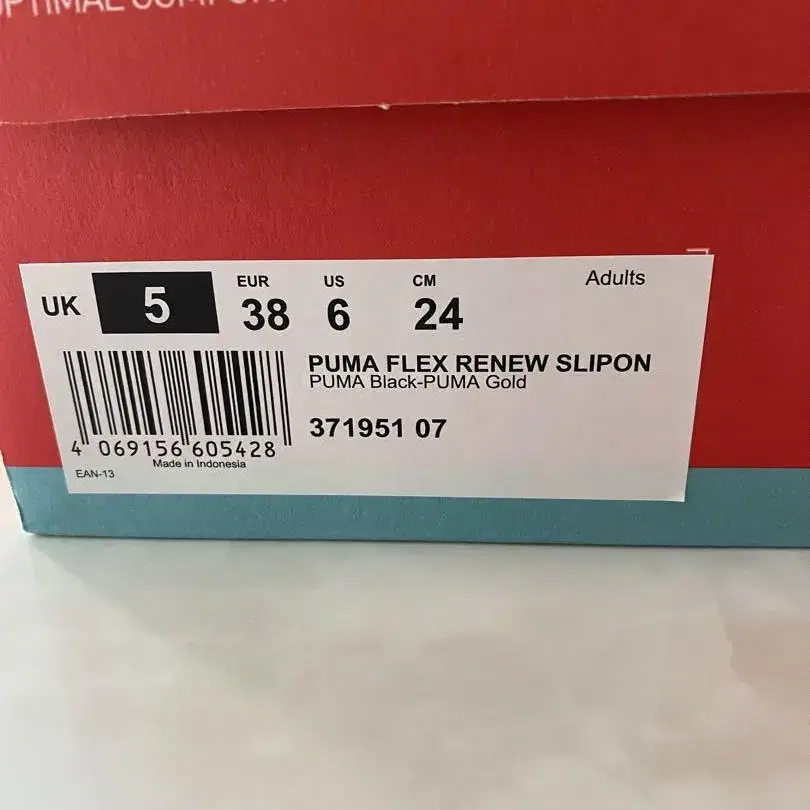 UK 5
EUR 38
US 6
CM 24
Adults
PUMA FLEX RENEW SLIPON
PUMA Black-PUMA Gold
371951 07
4 069156 605428
Made in Indonesia
EAN-13